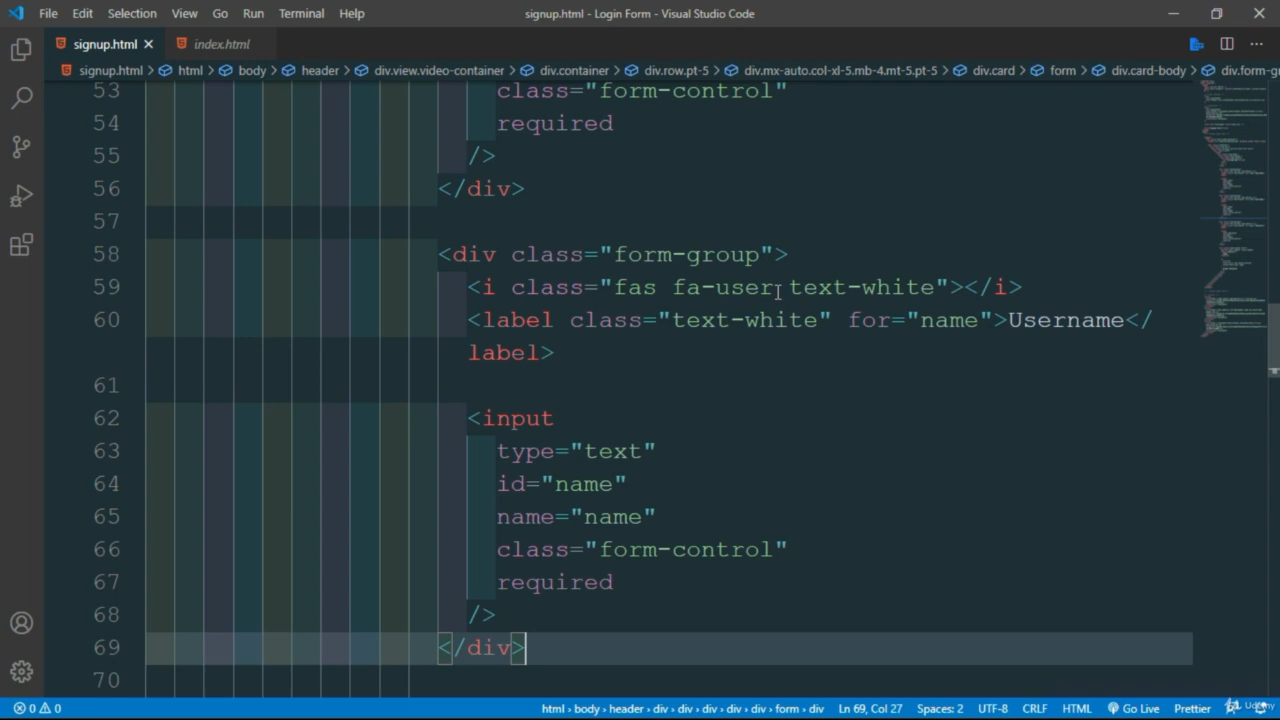 File Edit Selection View Go Run Terminal Help signup.html - Login Form - Visual Studio Code
signup.html index.html
signup.html > html > body > header > div.view.video-container > div.container > div.row.pt-5 > div.mx-auto.col-xl-5.mb-4.mt-5.pt-5 > div.card > form > div.card-body > div.form-gr
53 class="form-control"
54 required
55 />
56 </div>
57
58 <div class="form-group">
59 <i class="fas fa-user text-white"></i>
60 <label class="text-white" for="name">Username</
label>
61
62 <input
63 type="text"
64 id="name"
65 name="name"
66 class="form-control"
67 required
68 />
69 </div>
70
0 0 html > body > header > div > div > div > div > div > form > div Ln 69, Col 27 Spaces: 2 UTF-8 CRLF HTML Go Live Prettier Udemy